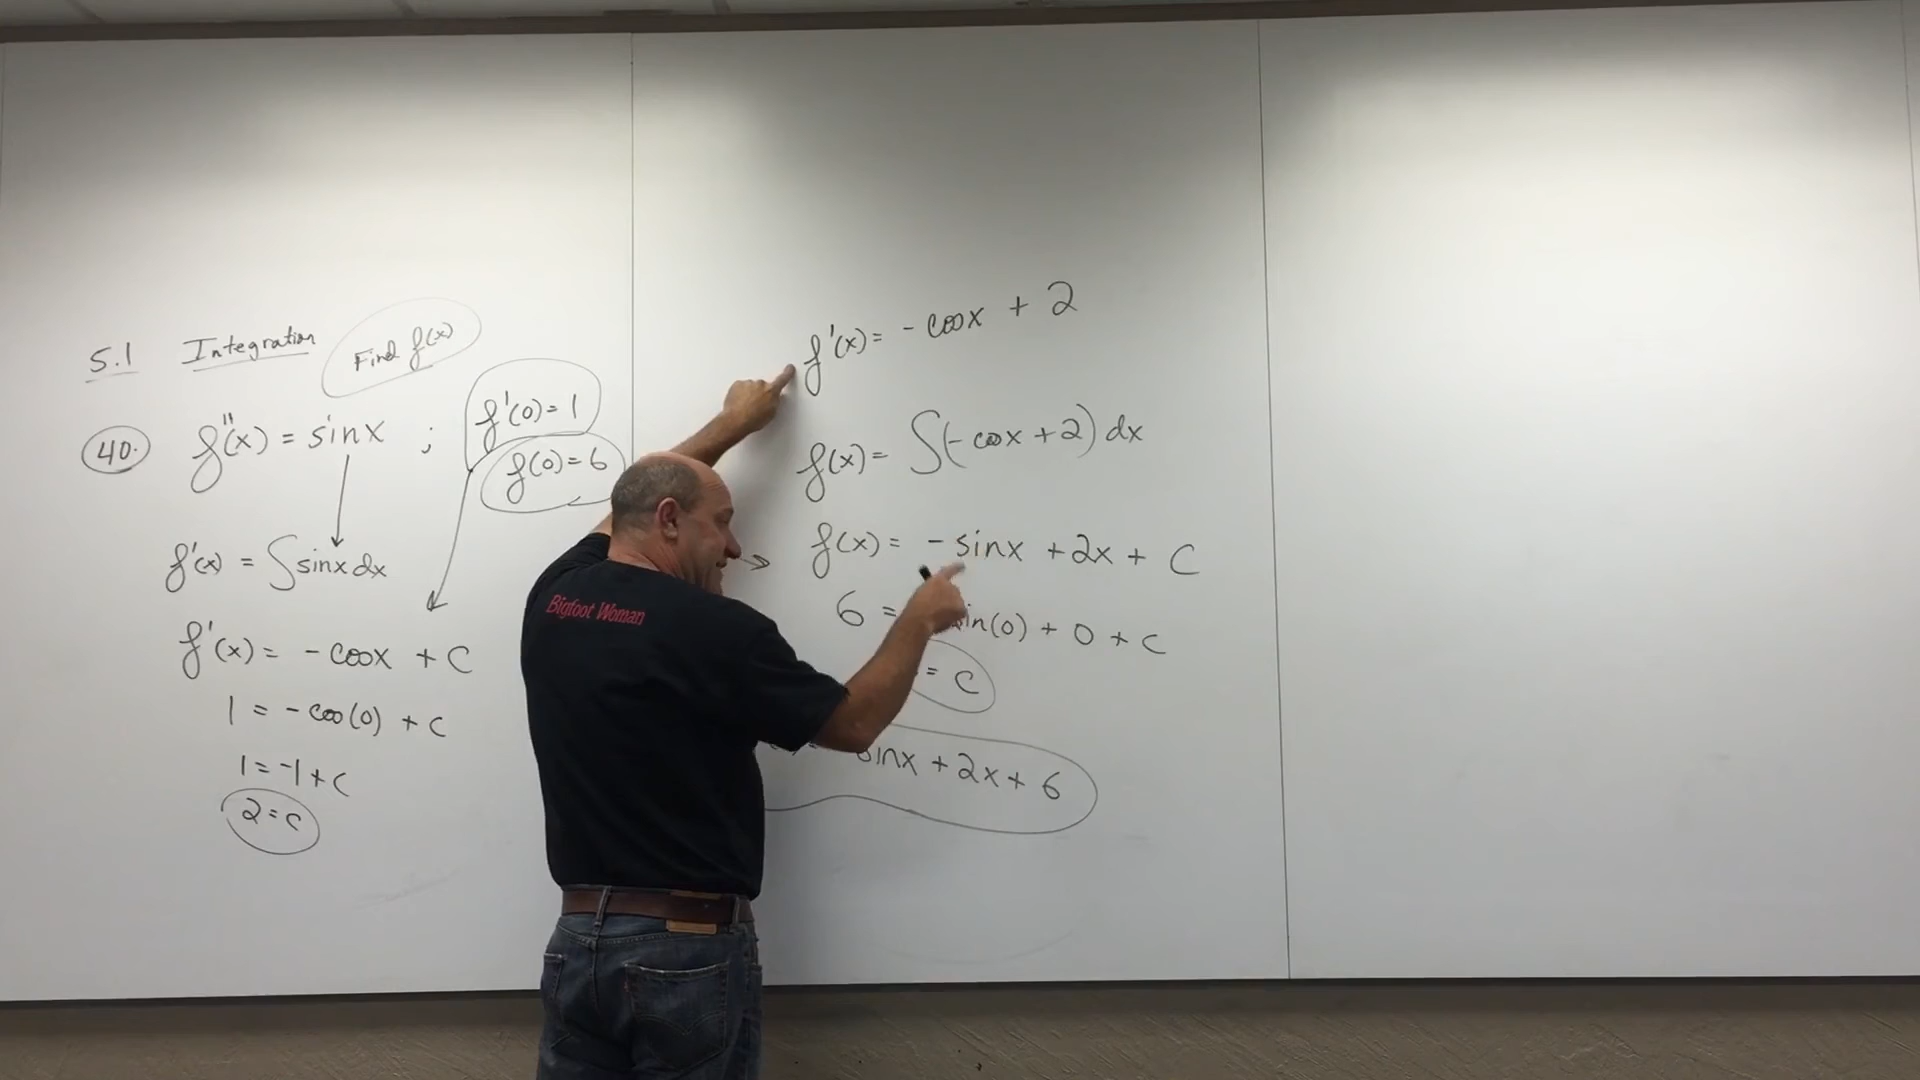 5.1 Integration Find f(x)
40. f"(x) = sinx ; f'(0)=1
f(0)=6
f'(x) = ∫sinx dx
f'(x) = -cosx + C
1 = -cos(0) + C
1 = -1 + C
2 = C
f'(x) = -cosx + 2
f(x) = ∫(-cosx + 2) dx
f(x) = -sinx + 2x + C
6 = in(0) + 0 + C
= C
sinx + 2x + 6
Bigfoot Woman